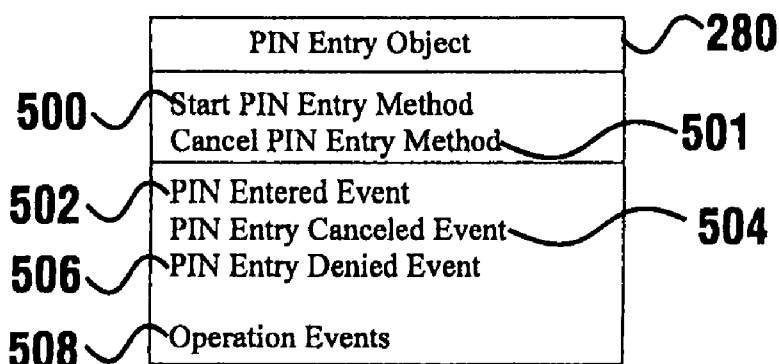 PIN Entry Object 280
500 Start PIN Entry Method
Cancel PIN Entry Method 501
502 PIN Entered Event
PIN Entry Canceled Event 504
506 PIN Entry Denied Event
508 Operation Events